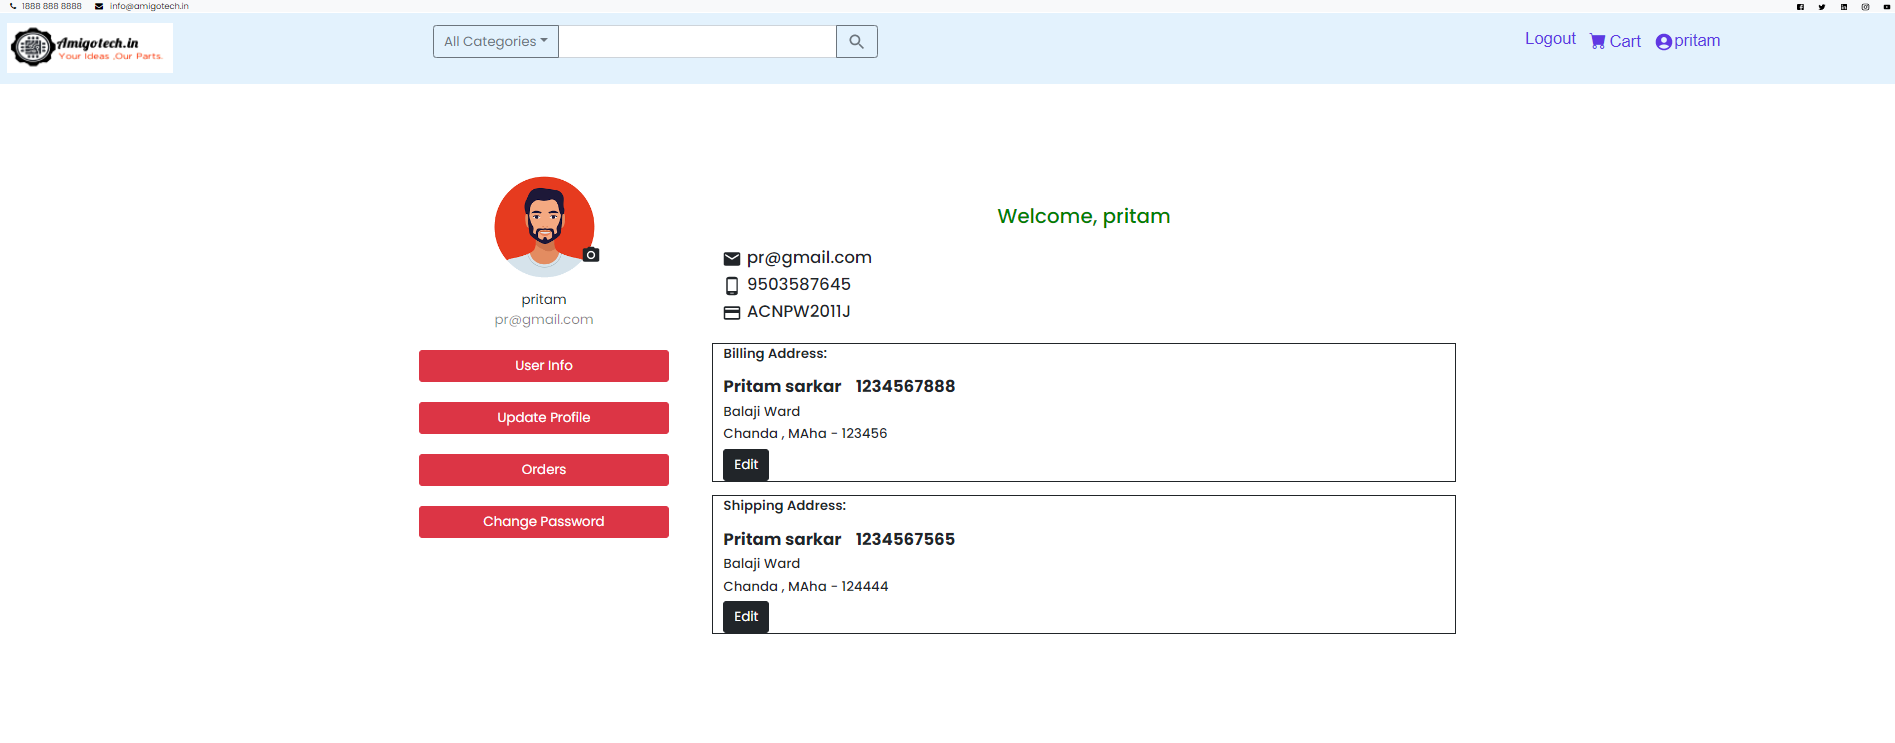 1888 888 8888 info@amigotech.in
Amigotech.in
Your Ideas ,Our Parts.
All Categories
Logout Cart pritam
pritam
pr@gmail.com
User Info
Update Profile
Orders
Change Password
Welcome, pritam
pr@gmail.com
9503587645
ACNPW2011J
Billing Address:
Pritam sarkar 1234567888
Balaji Ward
Chanda , MAha - 123456
Edit
Shipping Address:
Pritam sarkar 1234567565
Balaji Ward
Chanda , MAha - 124444
Edit